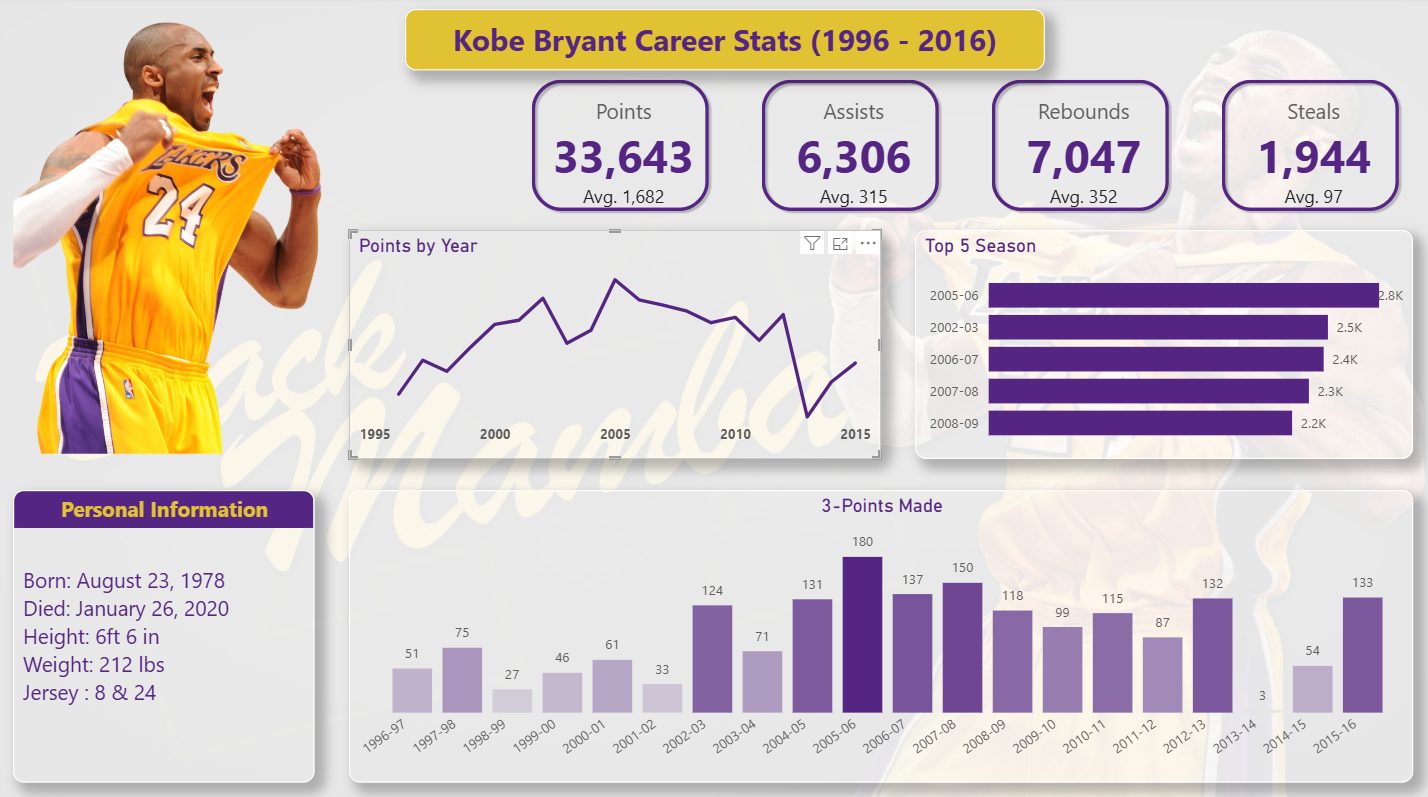 Kobe Bryant Career Stats (1996 - 2016)
LAKERS
24
Points
33,643
Avg. 1,682
Assists
6,306
Avg. 315
Rebounds
7,047
Avg. 352
Steals
1,944
Avg. 97
Points by Year
1995 2000 2005 2010 2015
Top 5 Season
2005-06 2.8K
2002-03 2.5K
2006-07 2.4K
2007-08 2.3K
2008-09 2.2K
Black
Mamba
Personal Information
Born: August 23, 1978
Died: January 26, 2020
Height: 6ft 6 in
Weight: 212 lbs
Jersey : 8 & 24
3-Points Made
51 75 27 46 61 33 124 71 131 180 137 150 118 99 115 87 132 3 54 133
1996-97 1997-98 1998-99 1999-00 2000-01 2001-02 2002-03 2003-04 2004-05 2005-06 2006-07 2007-08 2008-09 2009-10 2010-11 2011-12 2012-13 2013-14 2014-15 2015-16